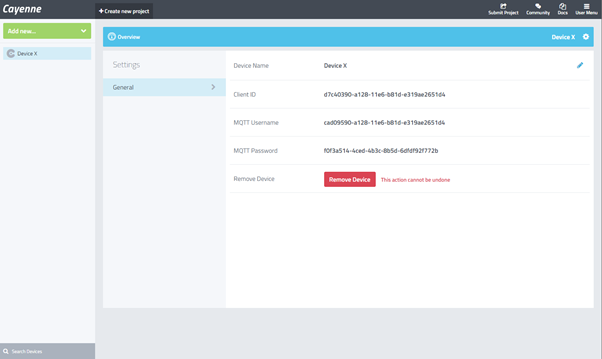 Cayenne
+ Create new project
Submit Project
Community
Docs
User Menu
Add new...
Device X
Overview
Device X
Settings
General
Device Name
Device X
Client ID
d7c40390-a128-11e6-b81d-e319ae2651d4
MQTT Username
cad09590-a128-11e6-b81d-e319ae2651d4
MQTT Password
f0f3a514-4ced-4b3c-8b5d-6dfdf92f772b
Remove Device
Remove Device
This action cannot be undone
Search Devices